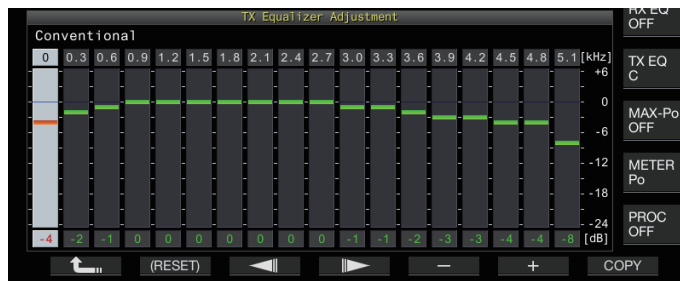 TX Equalizer Adjustment
Conventional
0 0.3 0.6 0.9 1.2 1.5 1.8 2.1 2.4 2.7 3.0 3.3 3.6 3.9 4.2 4.5 4.8 5.1 [kHz]
+6
0
-6
-12
-18
-24
-4 -2 -1 0 0 0 0 0 0 0 -1 -1 -2 -3 -3 -4 -4 -8 [dB]
(RESET) − + COPY
RX EQ
OFF
TX EQ
C
MAX-Po
OFF
METER
Po
PROC
OFF